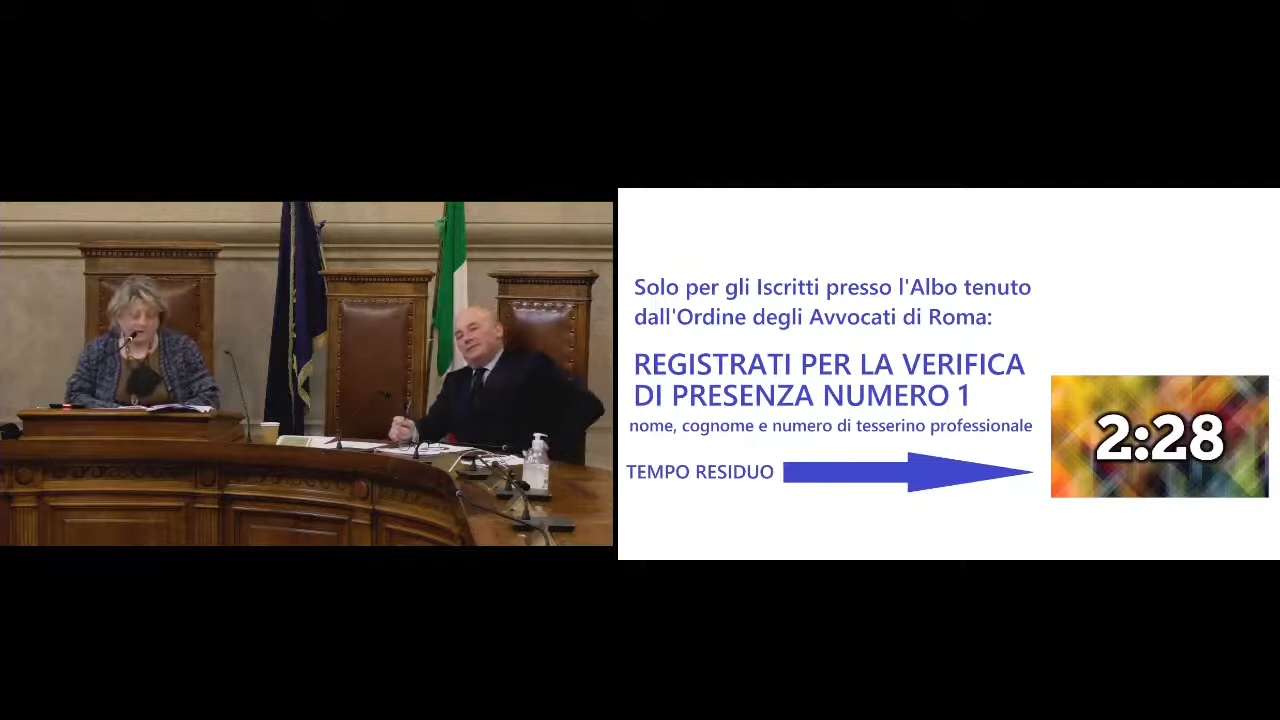 Solo per gli Iscritti presso l'Albo tenuto
dall'Ordine degli Avvocati di Roma:
REGISTRATI PER LA VERIFICA
DI PRESENZA NUMERO 1
nome, cognome e numero di tesserino professionale
TEMPO RESIDUO
2:28